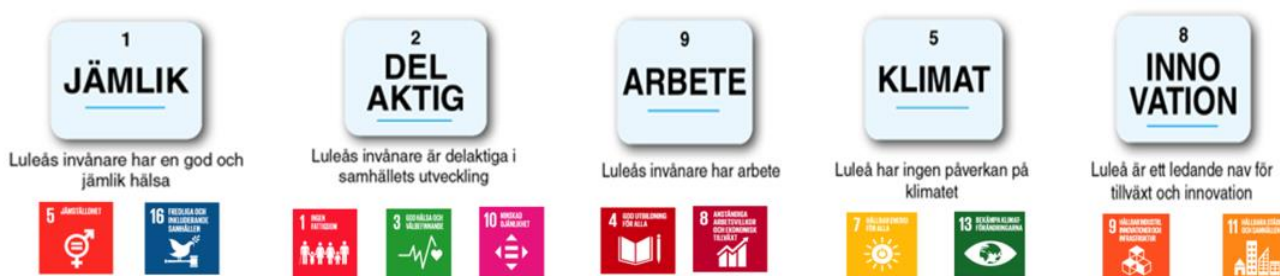 1
JÄMLIK
Luleås invånare har en god och
jämlik hälsa
5 JÄMSTÄLLDHET
16 FREDLIGA OCH
INKLUDERANDE
SAMHÄLLEN
2
DEL
AKTIG
Luleås invånare är delaktiga i
samhällets utveckling
1 INGEN
FATTIGDOM
3 GOD HÄLSA OCH
VÄLBEFINNANDE
10 MINSKAD
OJÄMLIKHET
9
ARBETE
Luleås invånare har arbete
4 GOD UTBILDNING
FÖR ALLA
8 ANSTÄNDIGA
ARBETSVILLKOR
OCH EKONOMISK
TILLVÄXT
5
KLIMAT
Luleå har ingen påverkan på
klimatet
7 HÅLLBAR ENERGI
FÖR ALLA
13 BEKÄMPA KLIMAT-
FÖRÄNDRINGARNA
8
INNO
VATION
Luleå är ett ledande nav för
tillväxt och innovation
9 HÅLLBAR INDUSTRI,
INNOVATIONER OCH
INFRASTRUKTUR
11 HÅLLBARA STÄDER
OCH SAMHÄLLEN